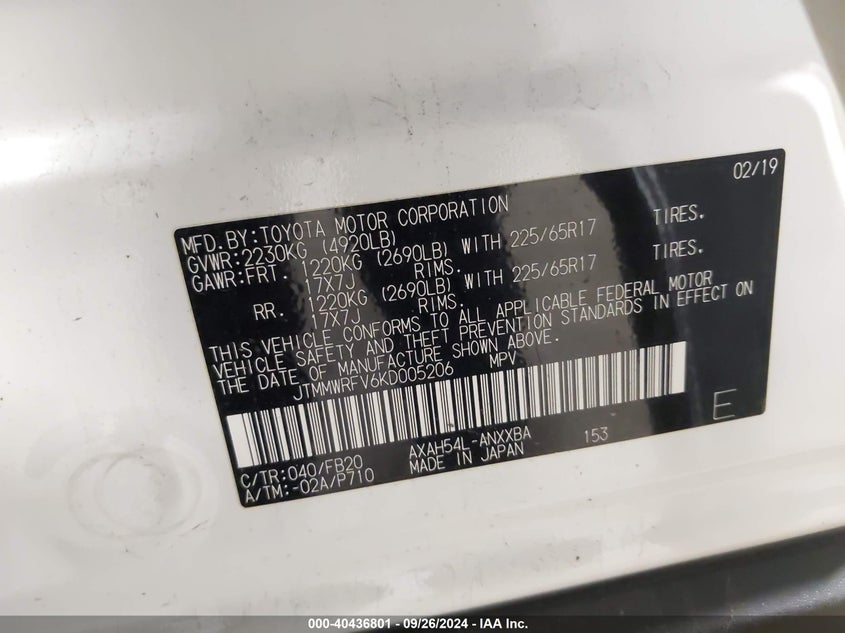 02/19
MFD.BY:TOYOTA MOTOR CORPORATION
GVWR:2230KG (4920LB)
GAWR:FRT. 1220KG (2690LB) WITH 225/65R17 TIRES.
17X7J RIMS.
RR. 1220KG (2690LB) WITH 225/65R17 TIRES.
17X7J RIMS.
THIS VEHICLE CONFORMS TO ALL APPLICABLE FEDERAL MOTOR
VEHICLE SAFETY AND THEFT PREVENTION STANDARDS IN EFFECT ON
THE DATE OF MANUFACTURE SHOWN ABOVE.
JTMMWRFV6KD005206 MPV
E
C/TR:040/FB20 AXAH54L-ANXXBA 153
A/TM:-02A/P710 MADE IN JAPAN
000-40436801 - 09/26/2024 - IAA Inc.